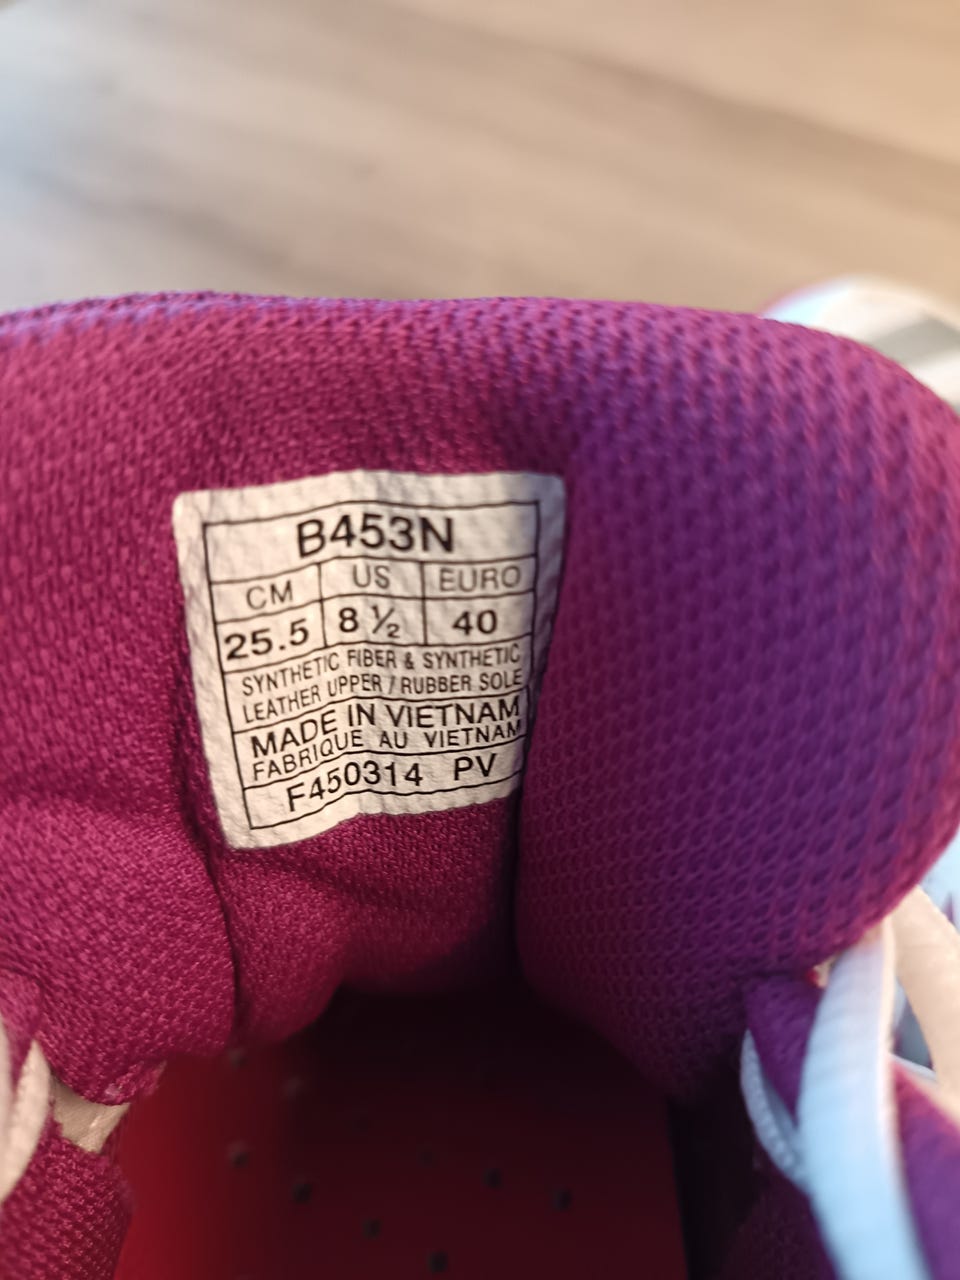 B453N
CM US EURO
25.5 8 ½ 40
SYNTHETIC FIBER & SYNTHETIC
LEATHER UPPER / RUBBER SOLE
MADE IN VIETNAM
FABRIQUE AU VIETNAM
F450314 PV